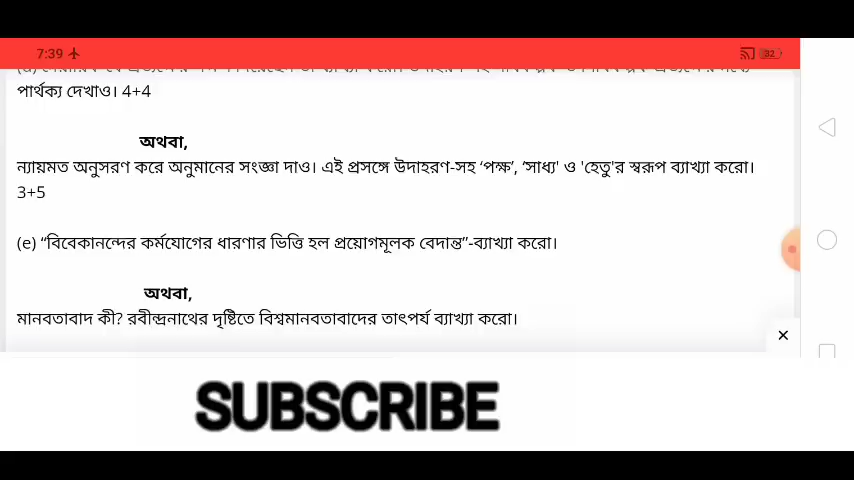 7:39
32
পার্থক্য দেখাও। 4+4
অথবা,
ন্যায়মত অনুসরণ করে অনুমানের সংজ্ঞা দাও। এই প্রসঙ্গে উদাহরণ-সহ ‘পক্ষ’, ‘সাধ্য' ও 'হেতু'র স্বরূপ ব্যাখ্যা করো।
3+5
(e) “বিবেকানন্দের কর্মযোগের ধারণার ভিত্তি হল প্রয়োগমূলক বেদান্ত”-ব্যাখ্যা করো।
অথবা,
মানবতাবাদ কী? রবীন্দ্রনাথের দৃষ্টিতে বিশ্বমানবতাবাদের তাৎপর্য ব্যাখ্যা করো।
SUBSCRIBE